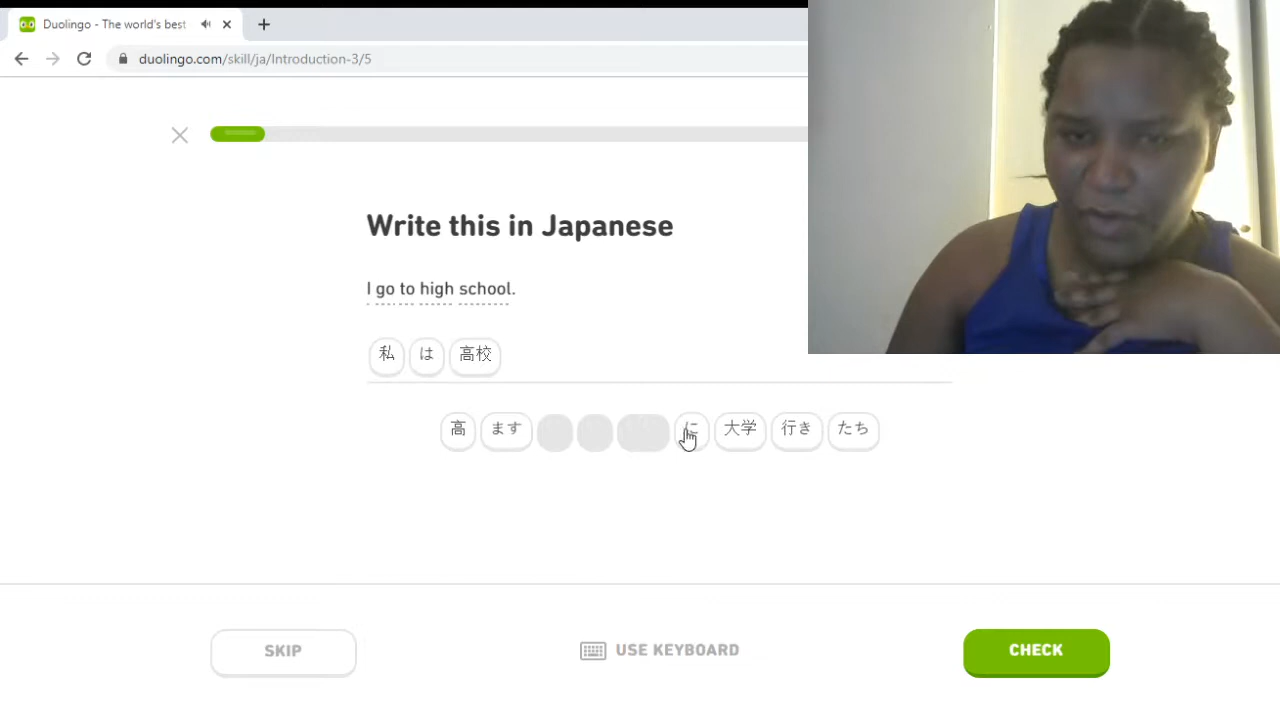 Duolingo - The world's best
duolingo.com/skill/ja/Introduction-3/5
Write this in Japanese
I go to high school.
私 は 高校
高 ます に 大学 行き たち
SKIP
USE KEYBOARD
CHECK